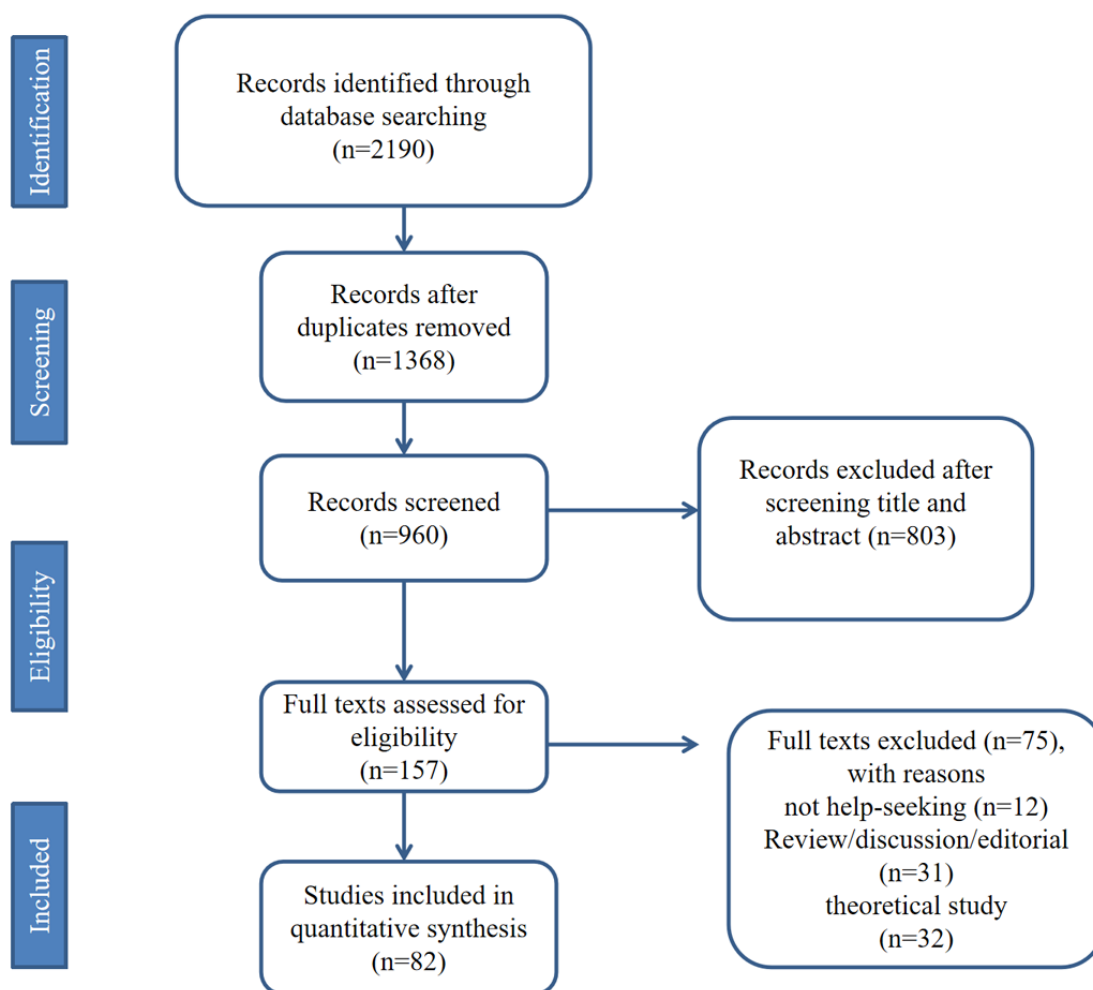 Identification
Records identified through
database searching
(n=2190)
Screening
Records after
duplicates removed
(n=1368)
Records screened
(n=960)
Records excluded after
screening title and
abstract (n=803)
Eligibility
Full texts assessed for
eligibility
(n=157)
Full texts excluded (n=75),
with reasons
not help-seeking (n=12)
Review/discussion/editorial
(n=31)
theoretical study
(n=32)
Included
Studies included in
quantitative synthesis
(n=82)